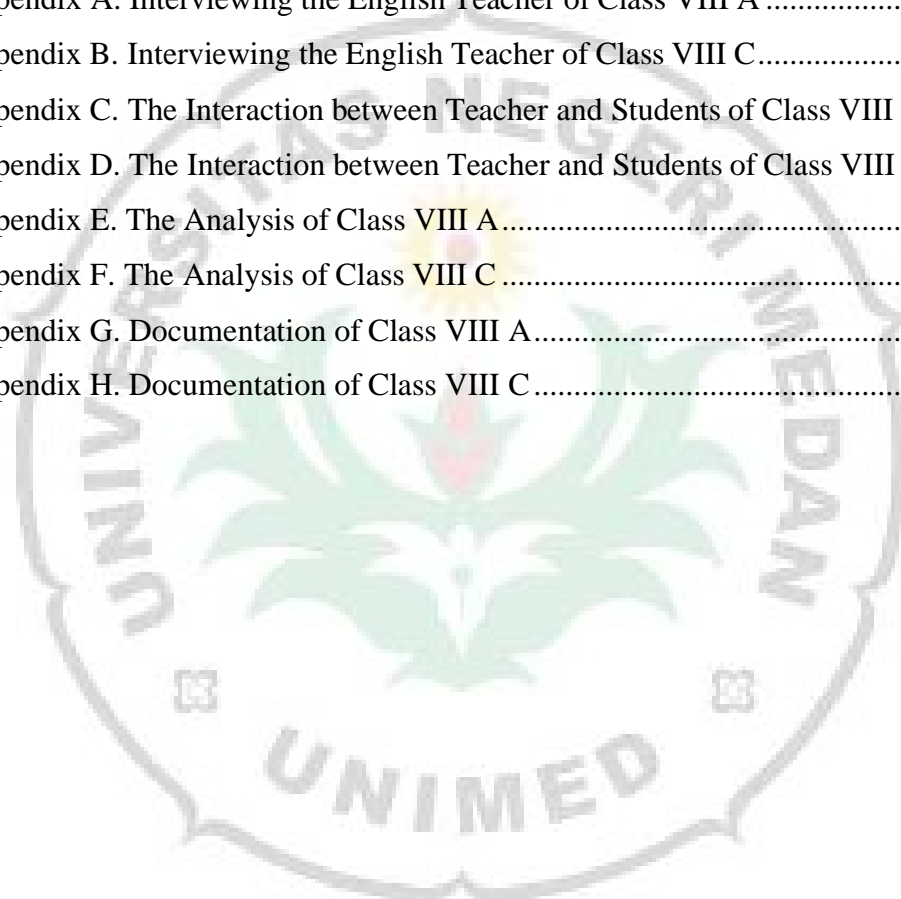 pendix A. Interviewing the English Teacher of Class VIII A ..................
pendix B. Interviewing the English Teacher of Class VIII C ..................
pendix C. The Interaction between Teacher and Students of Class VIII
pendix D. The Interaction between Teacher and Students of Class VIII
pendix E. The Analysis of Class VIII A ..................................................
pendix F. The Analysis of Class VIII C ..................................................
pendix G. Documentation of Class VIII A ..............................................
pendix H. Documentation of Class VIII C ..............................................
UNIVERSITAS NEGERI MEDAN
UNIMED